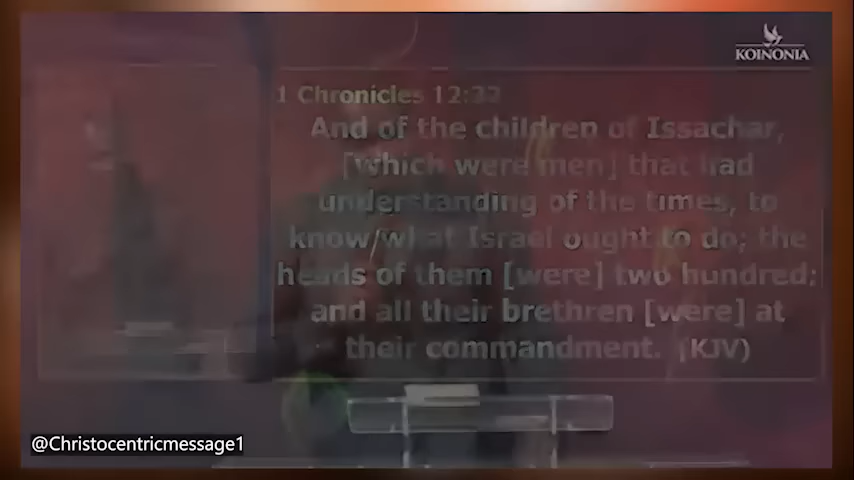 KOINONIA
1 Chronicles 12:32
And of the children of Issachar,
[which were men] that had
understanding of the times, to
know what Israel ought to do; the
heads of them [were] two hundred;
and all their brethren [were] at
their commandment. (KJV)
@Christocentricmessage1